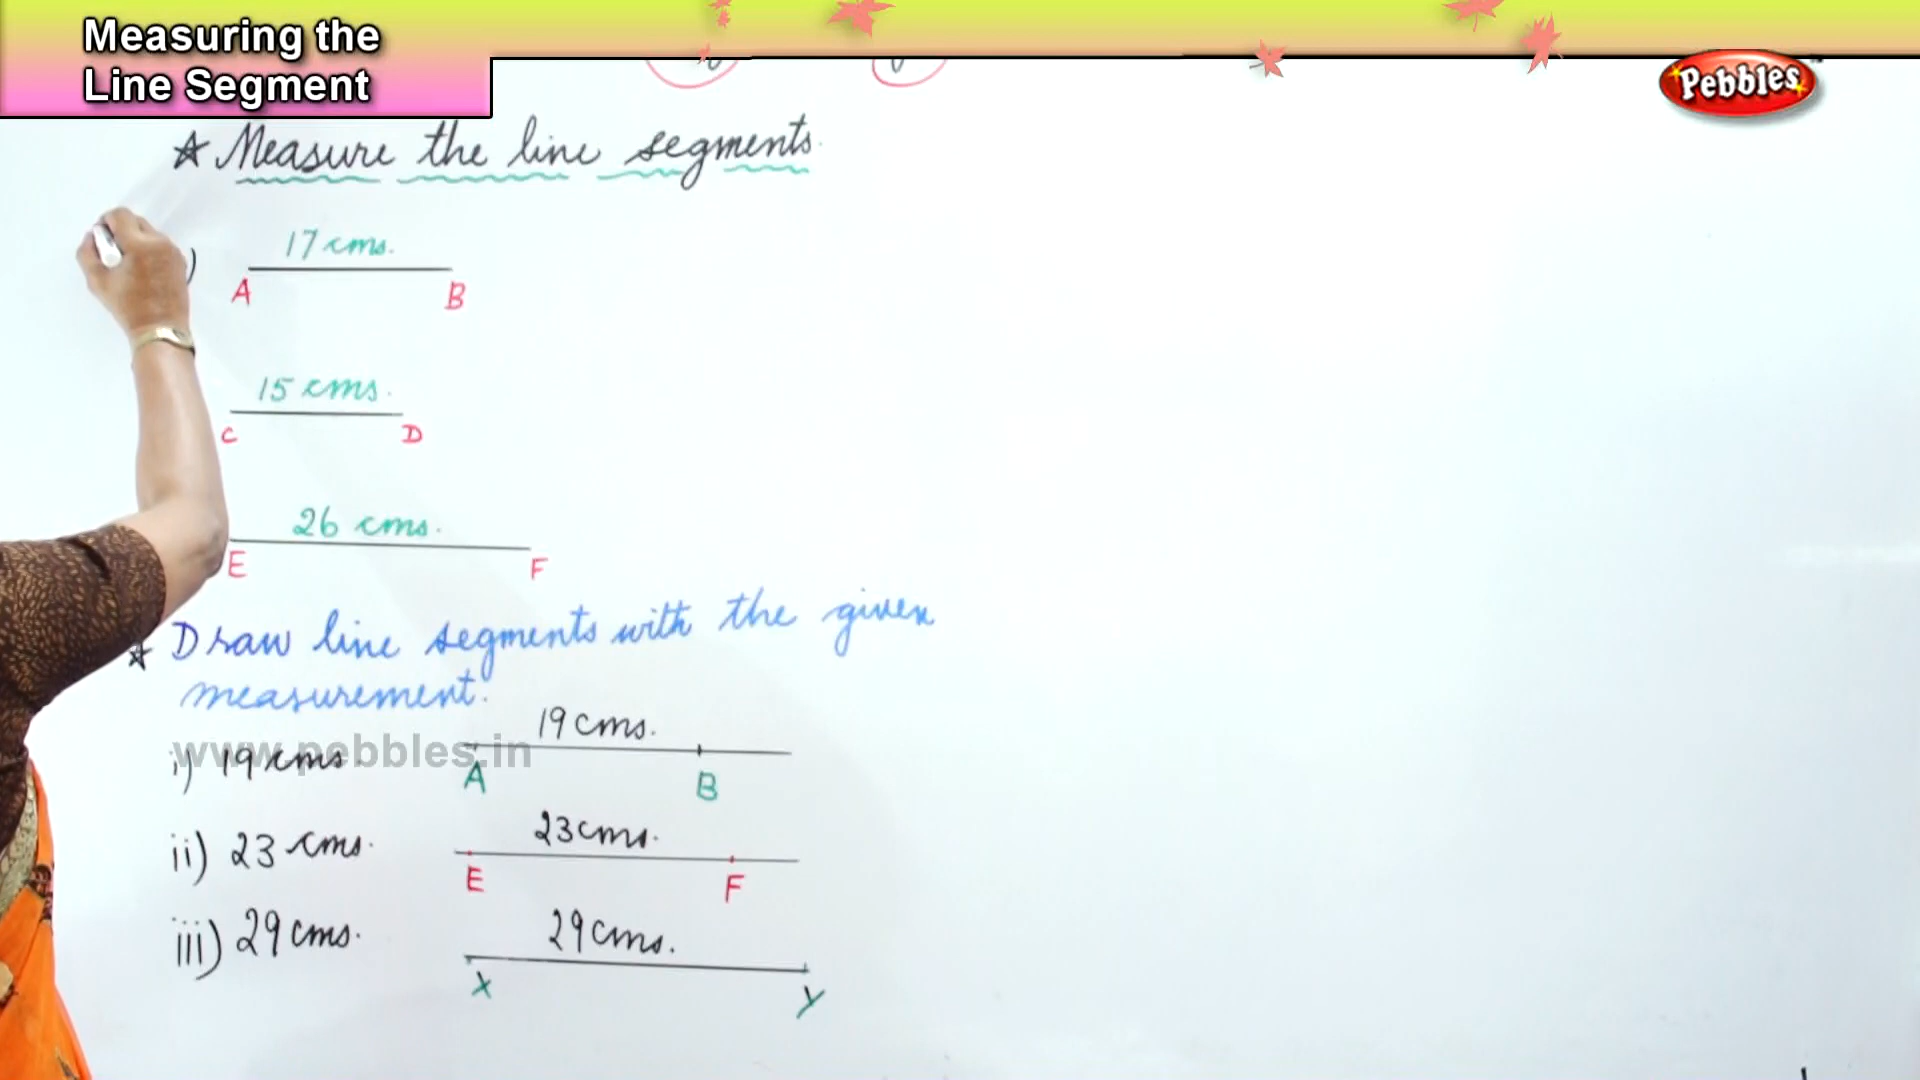 Measuring the
Line Segment
Pebbles
Measure the line segments.
) 17 cms.
A B
15 cms.
C D
26 cms.
E F
Draw line segments with the given
measurement.
www.pebbles.in
i) 19 cms. 19 cms.
A B
ii) 23 cms. 23 cms.
E F
iii) 29 cms. 29 cms.
X Y